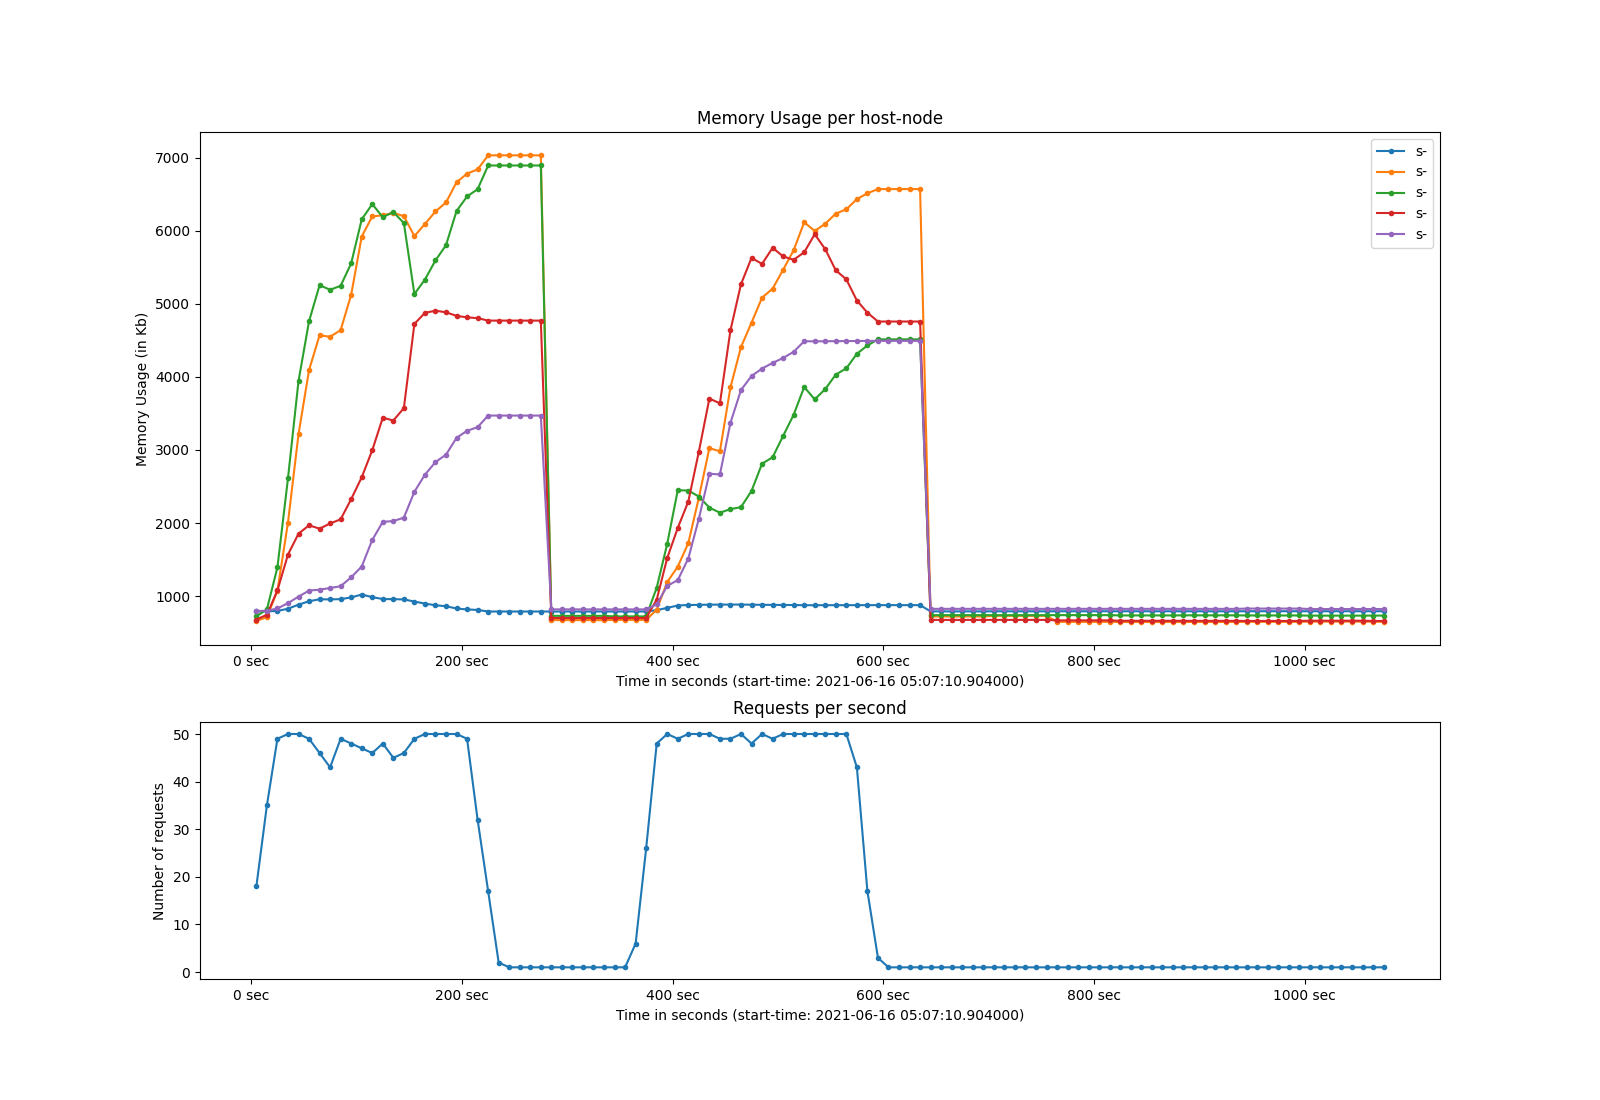 Memory Usage per host-node
7000
6000
5000
4000
3000
2000
1000
Memory Usage (in Kb)
s-
s-
s-
s-
s-
0 sec
200 sec
400 sec
600 sec
800 sec
1000 sec
Time in seconds (start-time: 2021-06-16 05:07:10.904000)
Requests per second
50
40
30
20
10
0
Number of requests
0 sec
200 sec
400 sec
600 sec
800 sec
1000 sec
Time in seconds (start-time: 2021-06-16 05:07:10.904000)